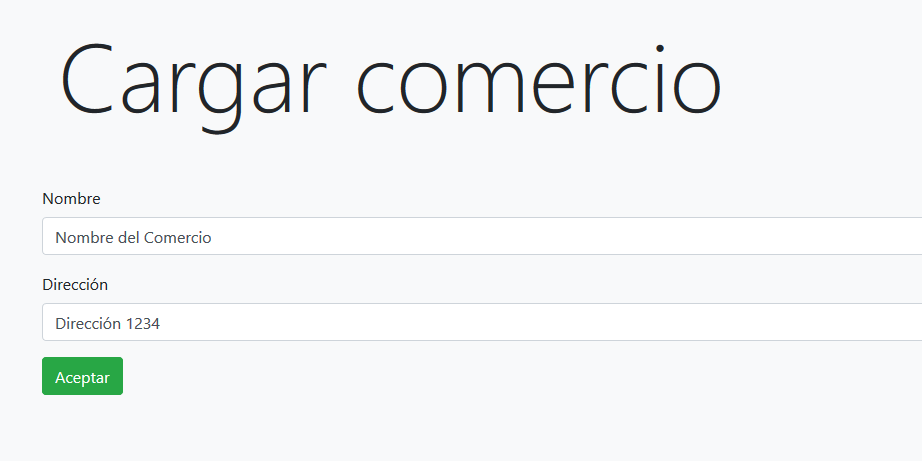 Cargar comercio
Nombre
Nombre del Comercio
Dirección
Dirección 1234
Aceptar